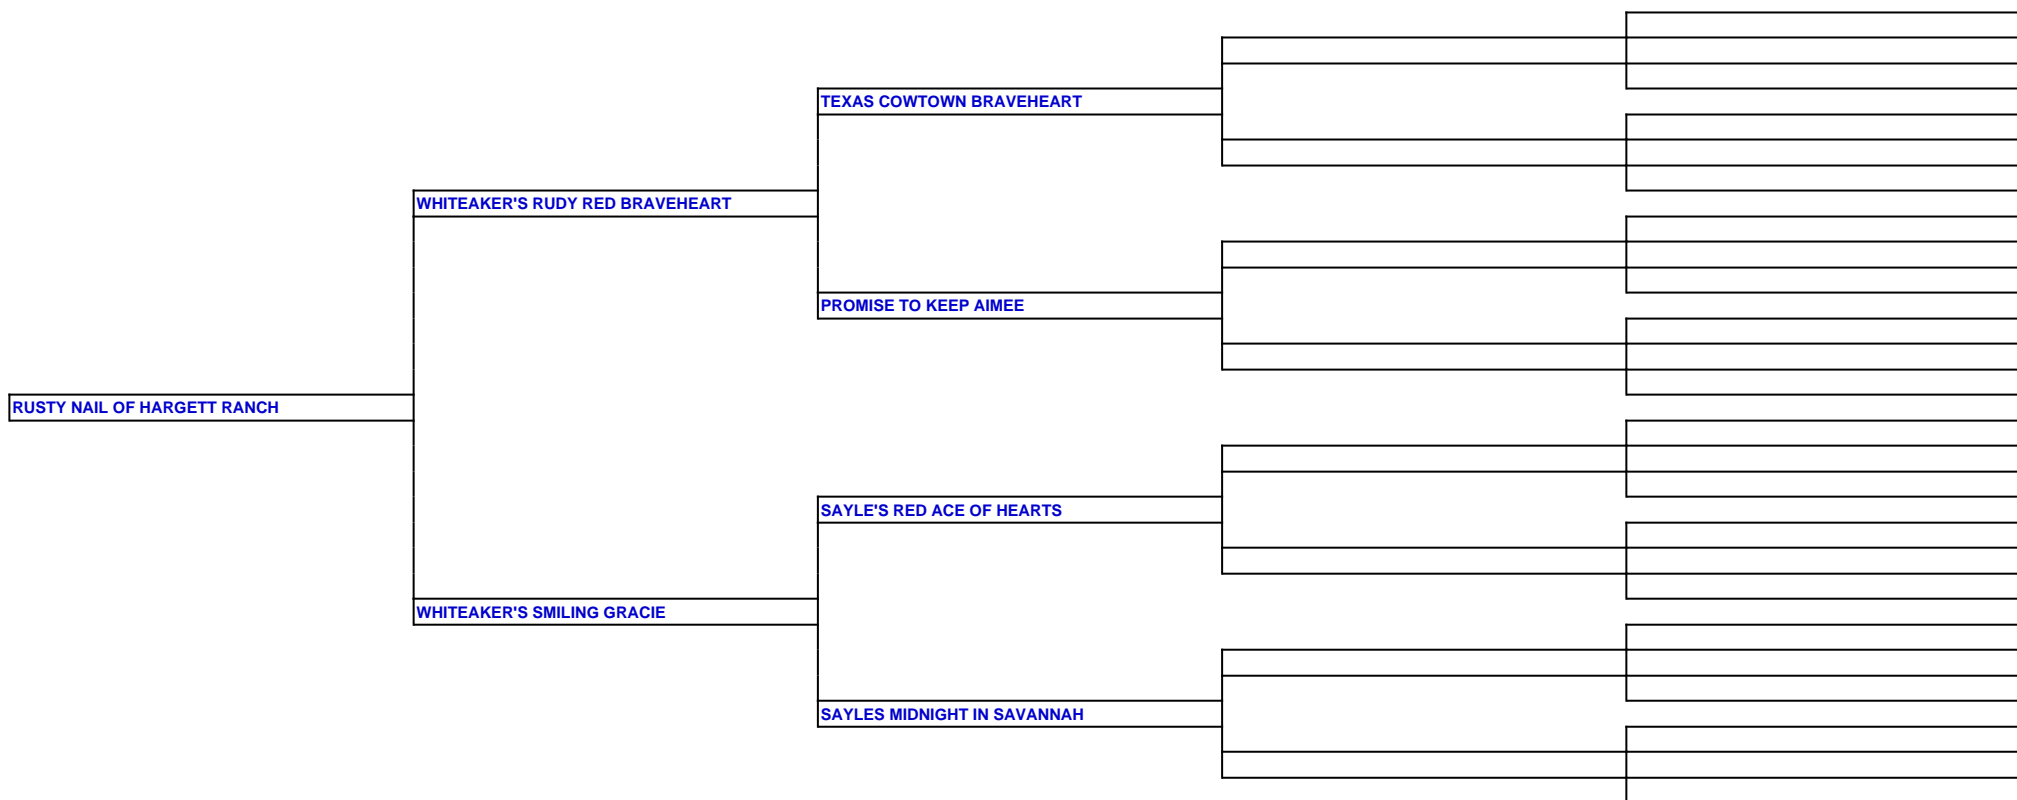 TEXAS COWTOWN BRAVEHEART
WHITEAKER'S RUDY RED BRAVEHEART
PROMISE TO KEEP AIMEE
RUSTY NAIL OF HARGETT RANCH
SAYLE'S RED ACE OF HEARTS
WHITEAKER'S SMILING GRACIE
SAYLES MIDNIGHT IN SAVANNAH